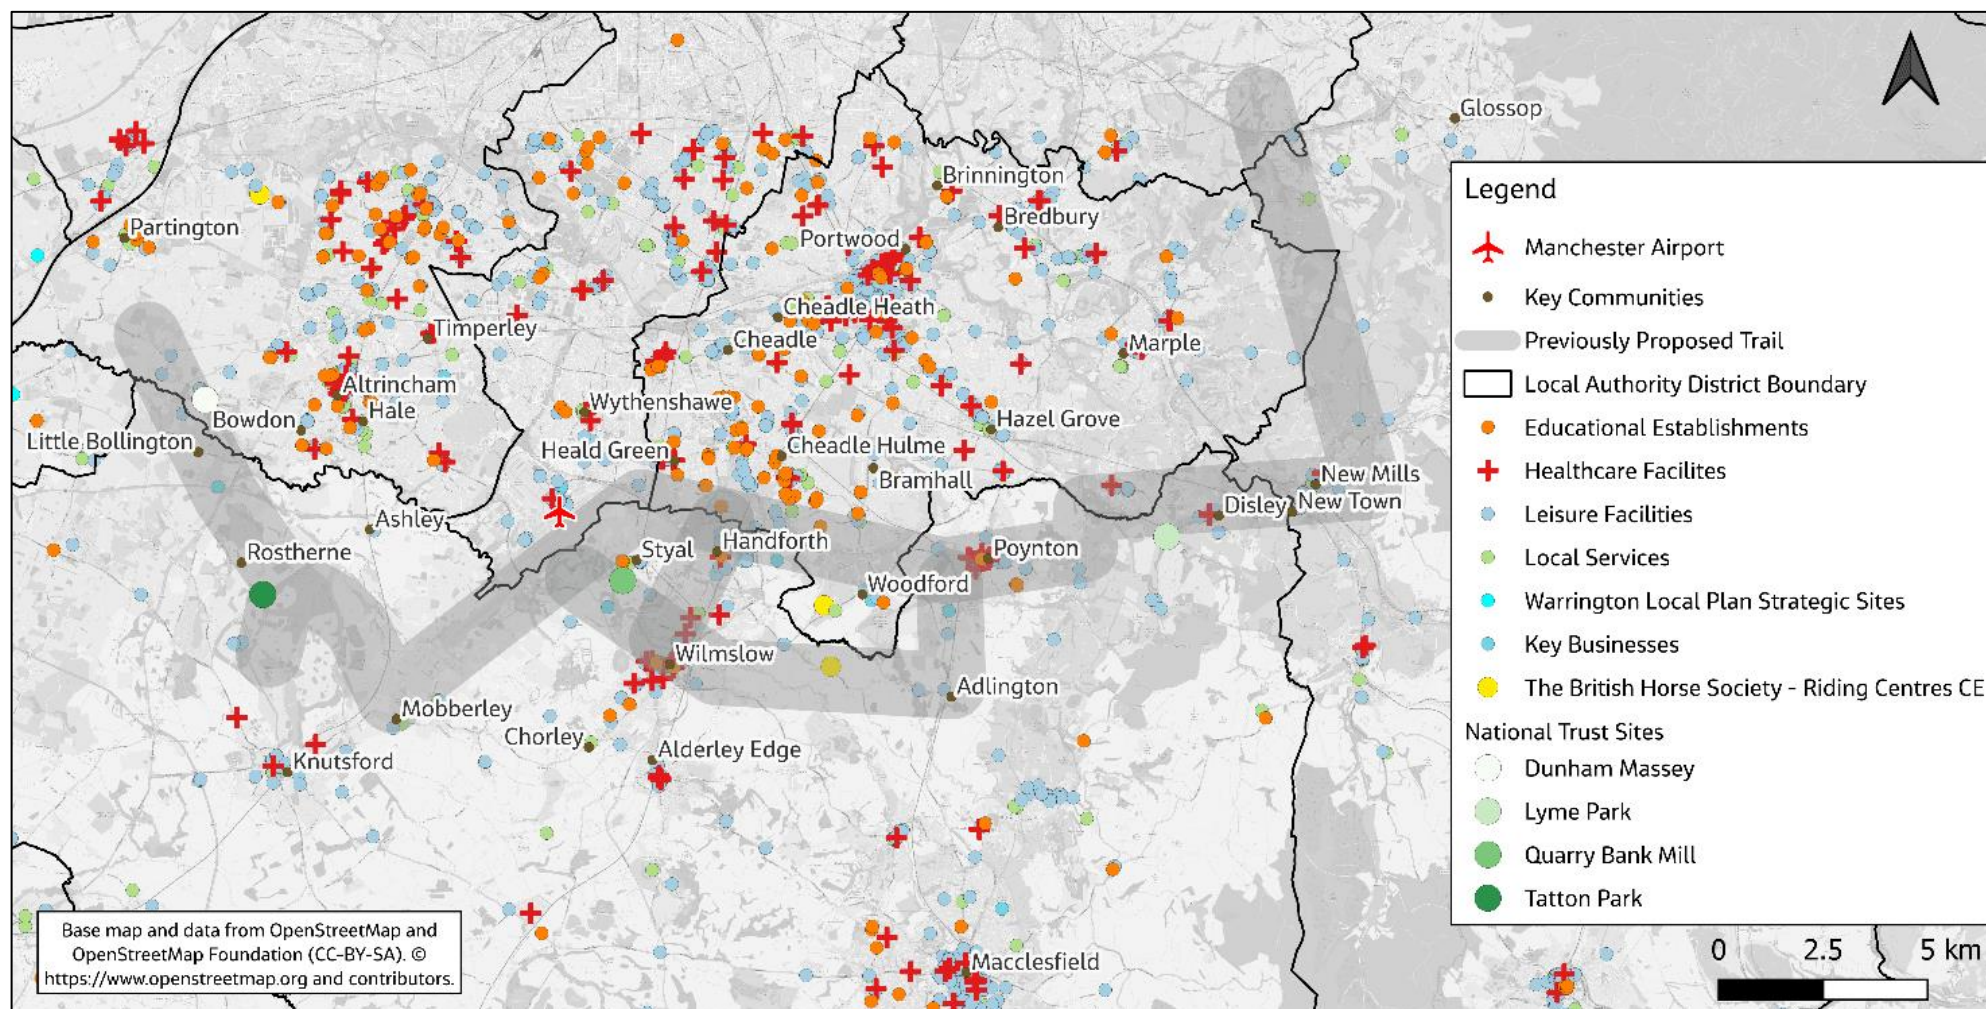 Glossop
Brinnington
Bredbury
Partington
Portwood
Cheadle Heath
Timperley
Cheadle
Marple
Altrincham
Wythenshawe
Hale
Bowdon
Hazel Grove
Little Bollington
Heald Green
Cheadle Hulme
Bramhall
New Mills
Disley
New Town
Ashley
Rostherne
Styal
Handforth
Poynton
Woodford
Wilmslow
Adlington
Mobberley
Chorley
Alderley Edge
Knutsford
Macclesfield
Legend
Manchester Airport
Key Communities
Previously Proposed Trail
Local Authority District Boundary
Educational Establishments
Healthcare Facilites
Leisure Facilities
Local Services
Warrington Local Plan Strategic Sites
Key Businesses
The British Horse Society - Riding Centres CE
National Trust Sites
Dunham Massey
Lyme Park
Quarry Bank Mill
Tatton Park
Base map and data from OpenStreetMap and
OpenStreetMap Foundation (CC-BY-SA). ©
https://www.openstreetmap.org and contributors.
0 2.5 5 km